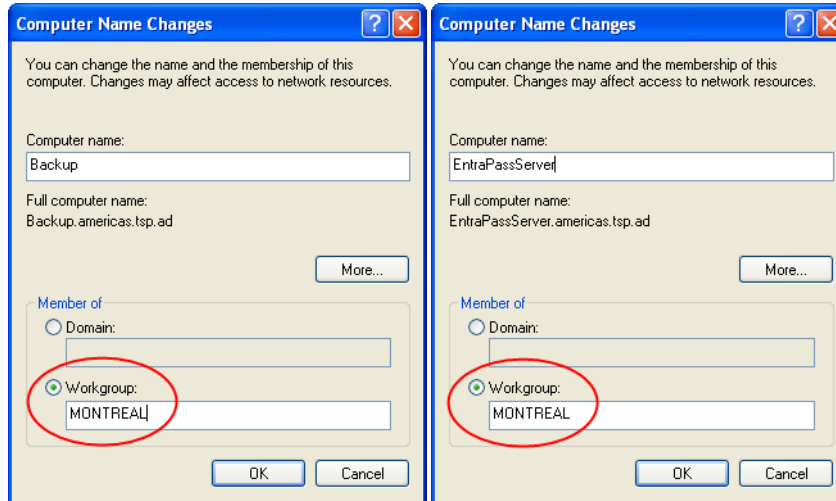 Computer Name Changes
You can change the name and the membership of this
computer. Changes may affect access to network resources.
Computer name:
Backup
Full computer name:
Backup.americas.tsp.ad
More...
Member of
Domain:
Workgroup:
MONTREAL
OK
Cancel
Computer Name Changes
You can change the name and the membership of this
computer. Changes may affect access to network resources.
Computer name:
EntraPassServer
Full computer name:
EntraPassServer.americas.tsp.ad
More...
Member of
Domain:
Workgroup:
MONTREAL
OK
Cancel